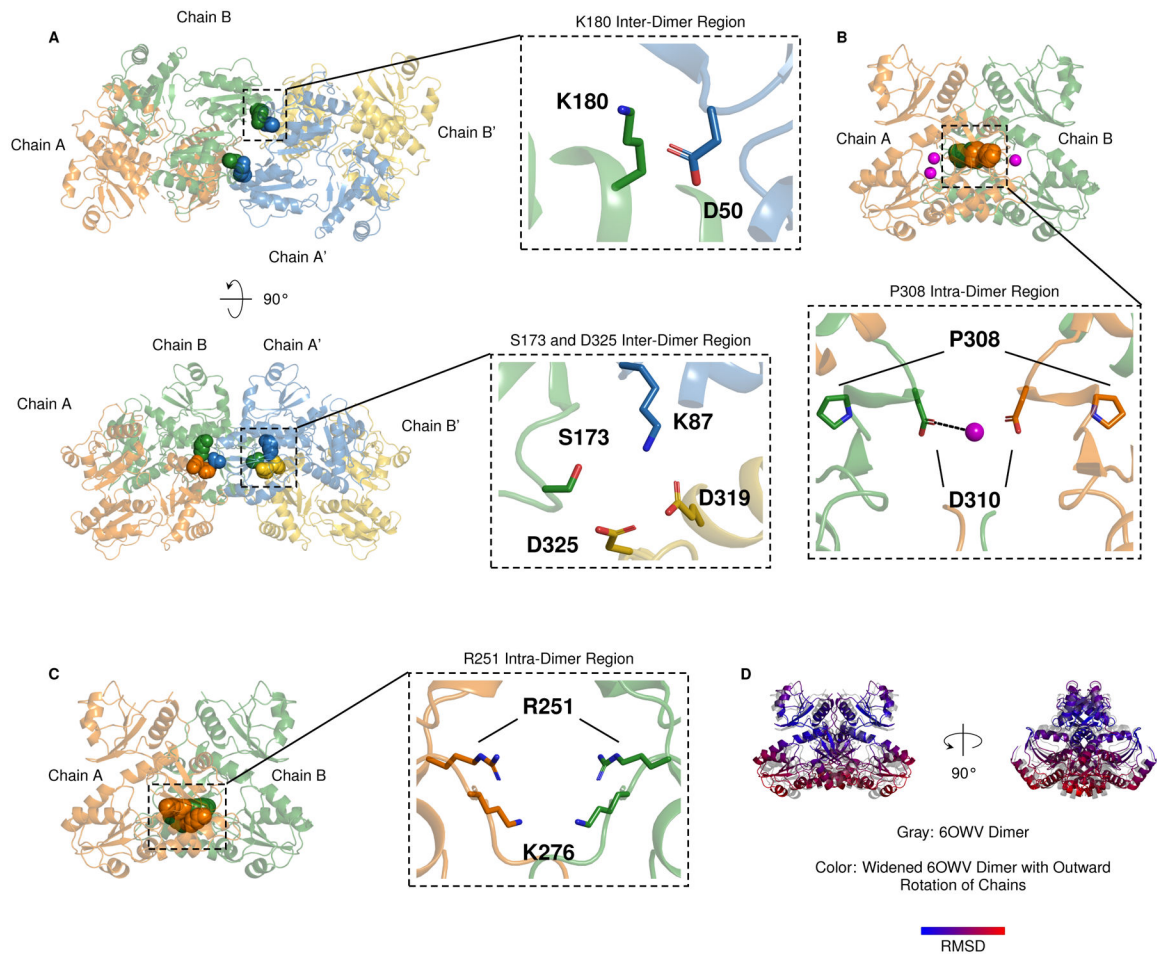 A
Chain B
Chain A
Chain B'
Chain A'
K180 Inter-Dimer Region
K180
D50
B
Chain A
Chain B
90°
Chain B
Chain A'
Chain A
Chain B'
S173 and D325 Inter-Dimer Region
S173
K87
D319
D325
P308 Intra-Dimer Region
P308
D310
C
Chain A
Chain B
R251 Intra-Dimer Region
R251
K276
D
90°
Gray: 6OWV Dimer
Color: Widened 6OWV Dimer with Outward
Rotation of Chains
RMSD